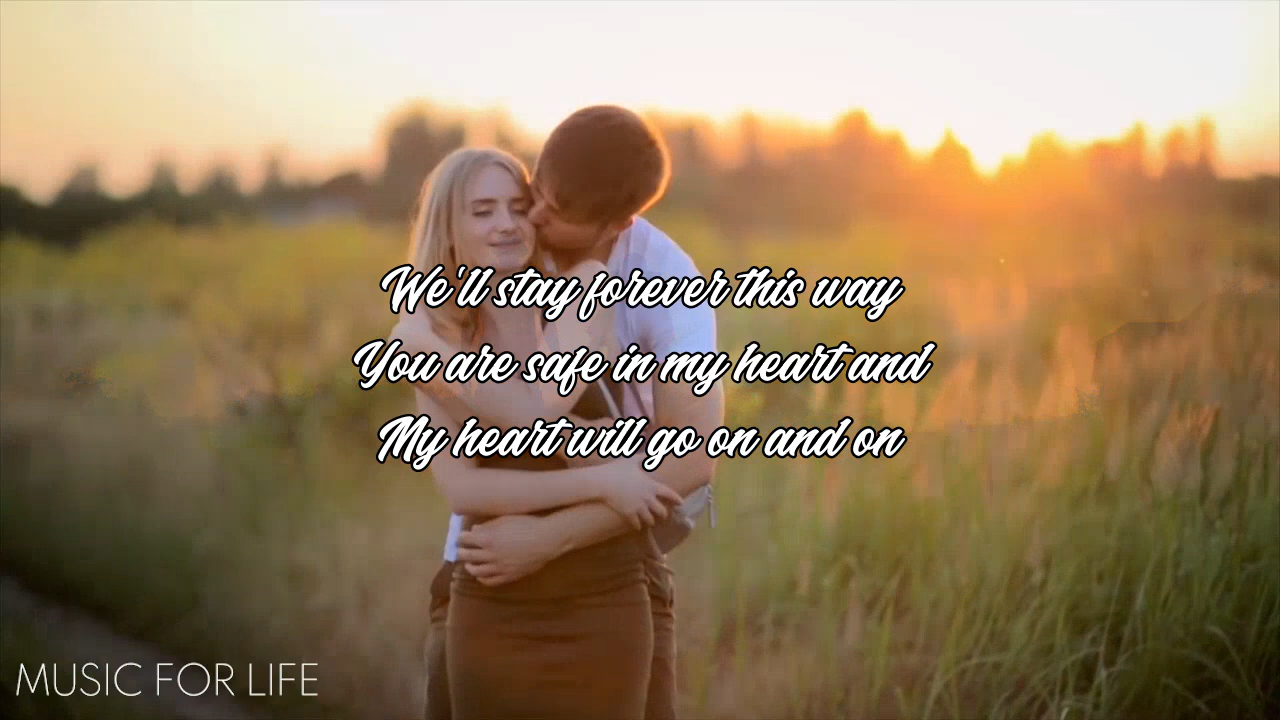 We'll stay forever this way
You are safe in my heart and
My heart will go on and on
MUSIC FOR LIFE